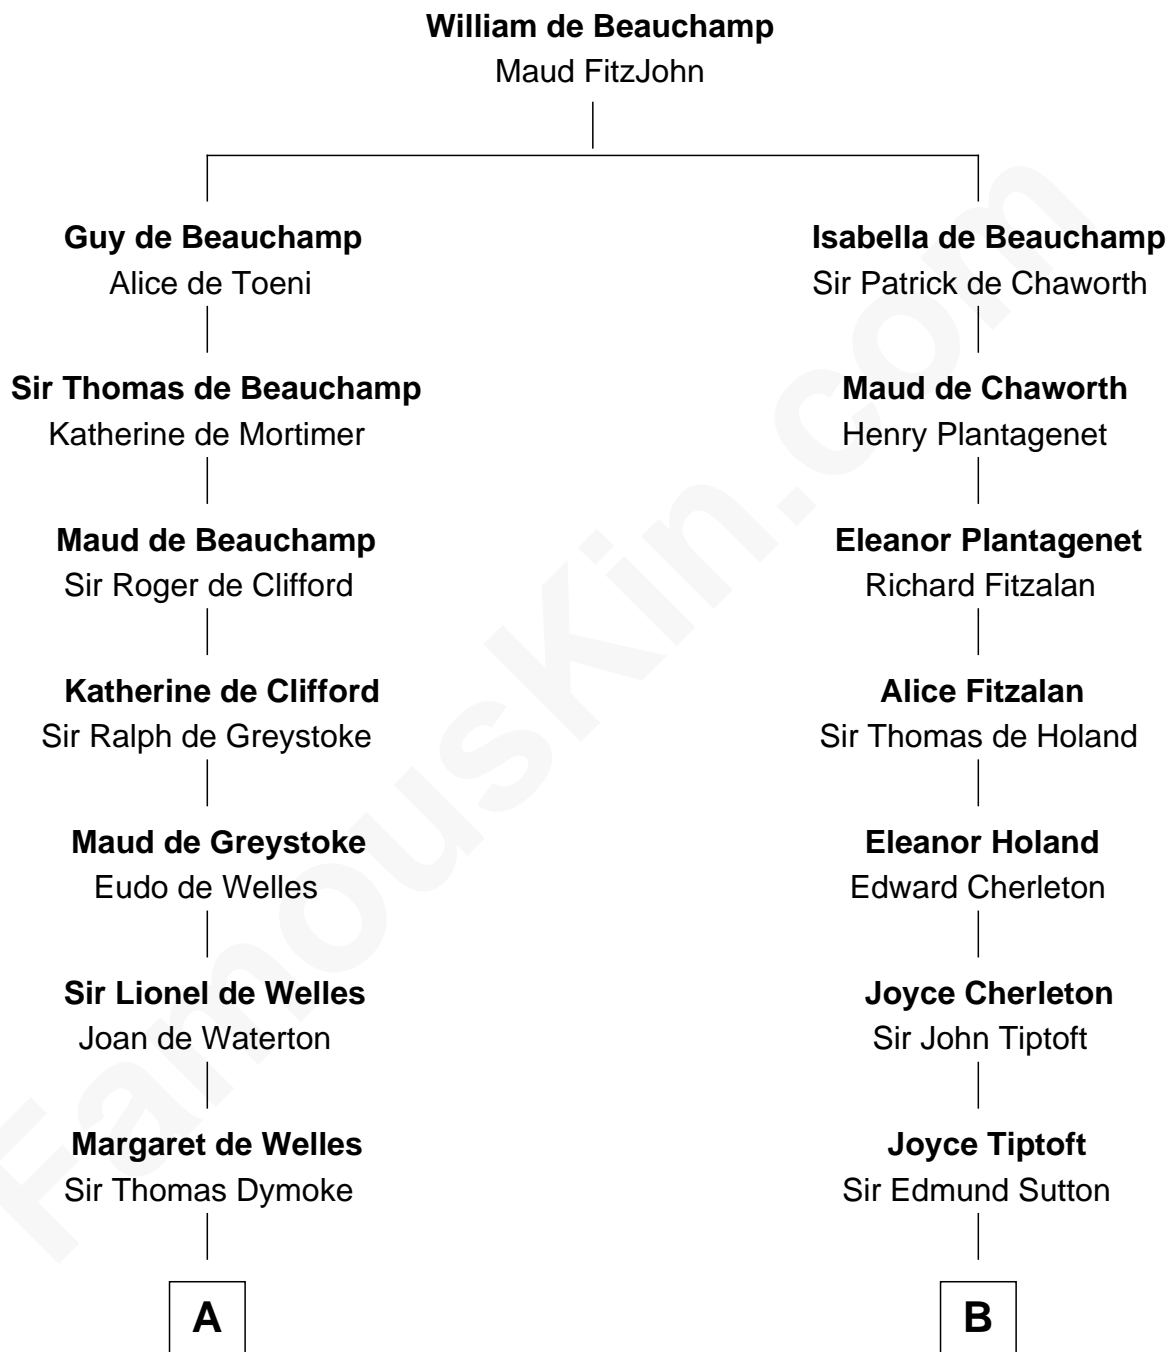 William de Beauchamp
Maud FitzJohn
Guy de Beauchamp
Alice de Toeni
Sir Thomas de Beauchamp
Katherine de Mortimer
Maud de Beauchamp
Sir Roger de Clifford
Katherine de Clifford
Sir Ralph de Greystoke
Maud de Greystoke
Eudo de Welles
Sir Lionel de Welles
Joan de Waterton
Margaret de Welles
Sir Thomas Dymoke
A
Isabella de Beauchamp
Sir Patrick de Chaworth
Maud de Chaworth
Henry Plantagenet
Eleanor Plantagenet
Richard Fitzalan
Alice Fitzalan
Sir Thomas de Holand
Eleanor Holand
Edward Cherleton
Joyce Cherleton
Sir John Tiptoft
Joyce Tiptoft
Sir Edmund Sutton
B
FamousKin.com